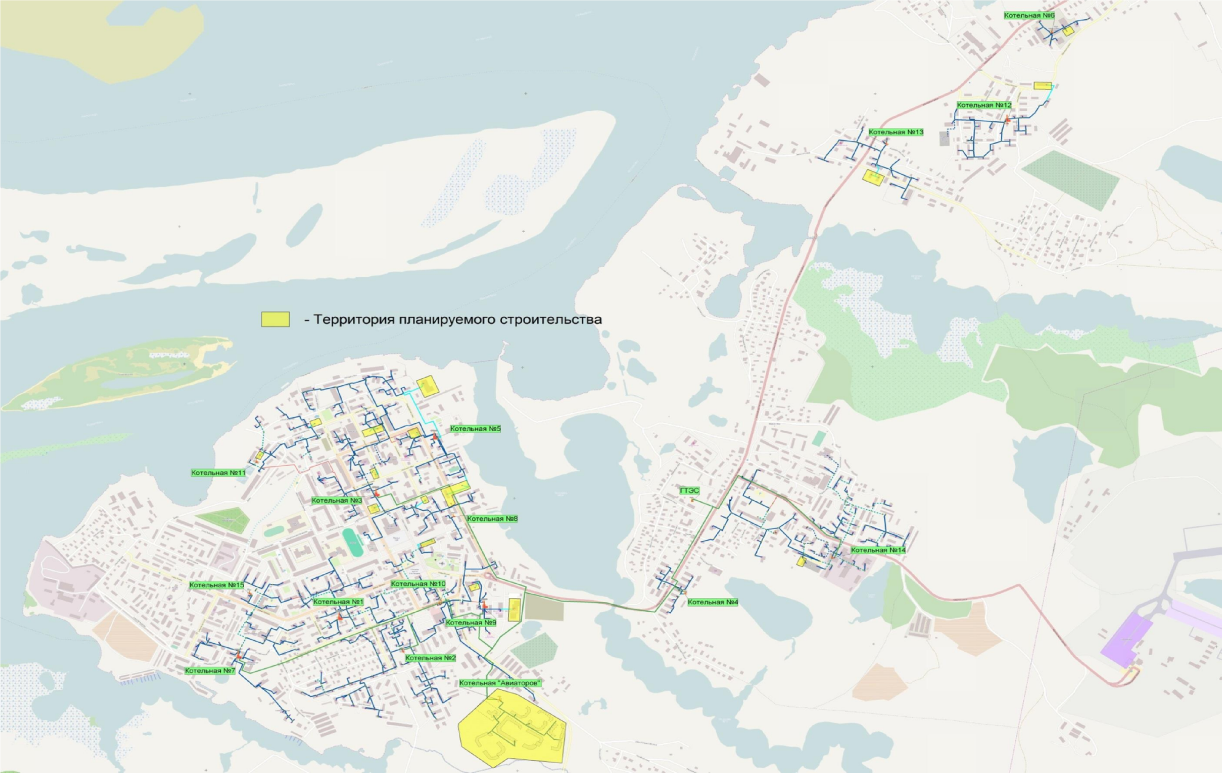 Котельная №6
Котельная №12
Котельная №13
- Территория планируемого строительства
Котельная №5
Котельная №11
ГТЭС
Котельная №3
Котельная №8
Котельная №14
Котельная №15
Котельная №10
Котельная №1
Котельная №4
Котельная №9
Котельная №2
Котельная №7
Котельная "Авиаторов"